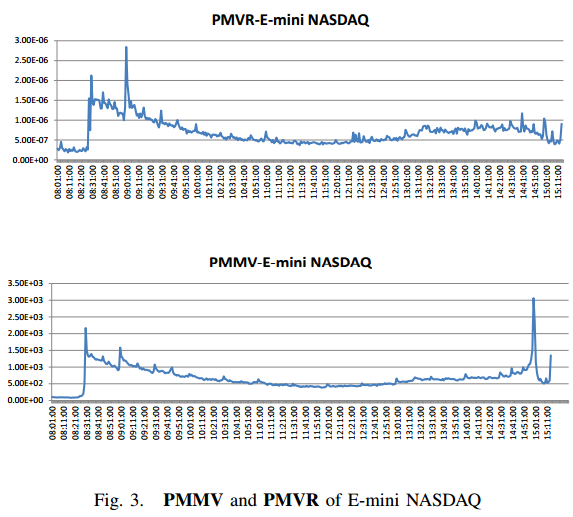 PMVR-E-mini NASDAQ
3.00E-06
2.50E-06
2.00E-06
1.50E-06
1.00E-06
5.00E-07
0.00E+00
08:01:00 08:11:00 08:21:00 08:31:00 08:41:00 08:51:00 09:01:00 09:11:00 09:21:00 09:31:00 09:41:00 09:51:00 10:01:00 10:11:00 10:21:00 10:31:00 10:41:00 10:51:00 11:01:00 11:11:00 11:21:00 11:31:00 11:41:00 11:51:00 12:01:00 12:11:00 12:21:00 12:31:00 12:41:00 12:51:00 13:01:00 13:11:00 13:21:00 13:31:00 13:41:00 13:51:00 14:01:00 14:11:00 14:21:00 14:31:00 14:41:00 14:51:00 15:01:00 15:11:00
PMMV-E-mini NASDAQ
3.50E+03
3.00E+03
2.50E+03
2.00E+03
1.50E+03
1.00E+03
5.00E+02
0.00E+00
08:01:00 08:11:00 08:21:00 08:31:00 08:41:00 08:51:00 09:01:00 09:11:00 09:21:00 09:31:00 09:41:00 09:51:00 10:01:00 10:11:00 10:21:00 10:31:00 10:41:00 10:51:00 11:01:00 11:11:00 11:21:00 11:31:00 11:41:00 11:51:00 12:01:00 12:11:00 12:21:00 12:31:00 12:41:00 12:51:00 13:01:00 13:11:00 13:21:00 13:31:00 13:41:00 13:51:00 14:01:00 14:11:00 14:21:00 14:31:00 14:41:00 14:51:00 15:01:00 15:11:00
Fig. 3. PMMV and PMVR of E-mini NASDAQ